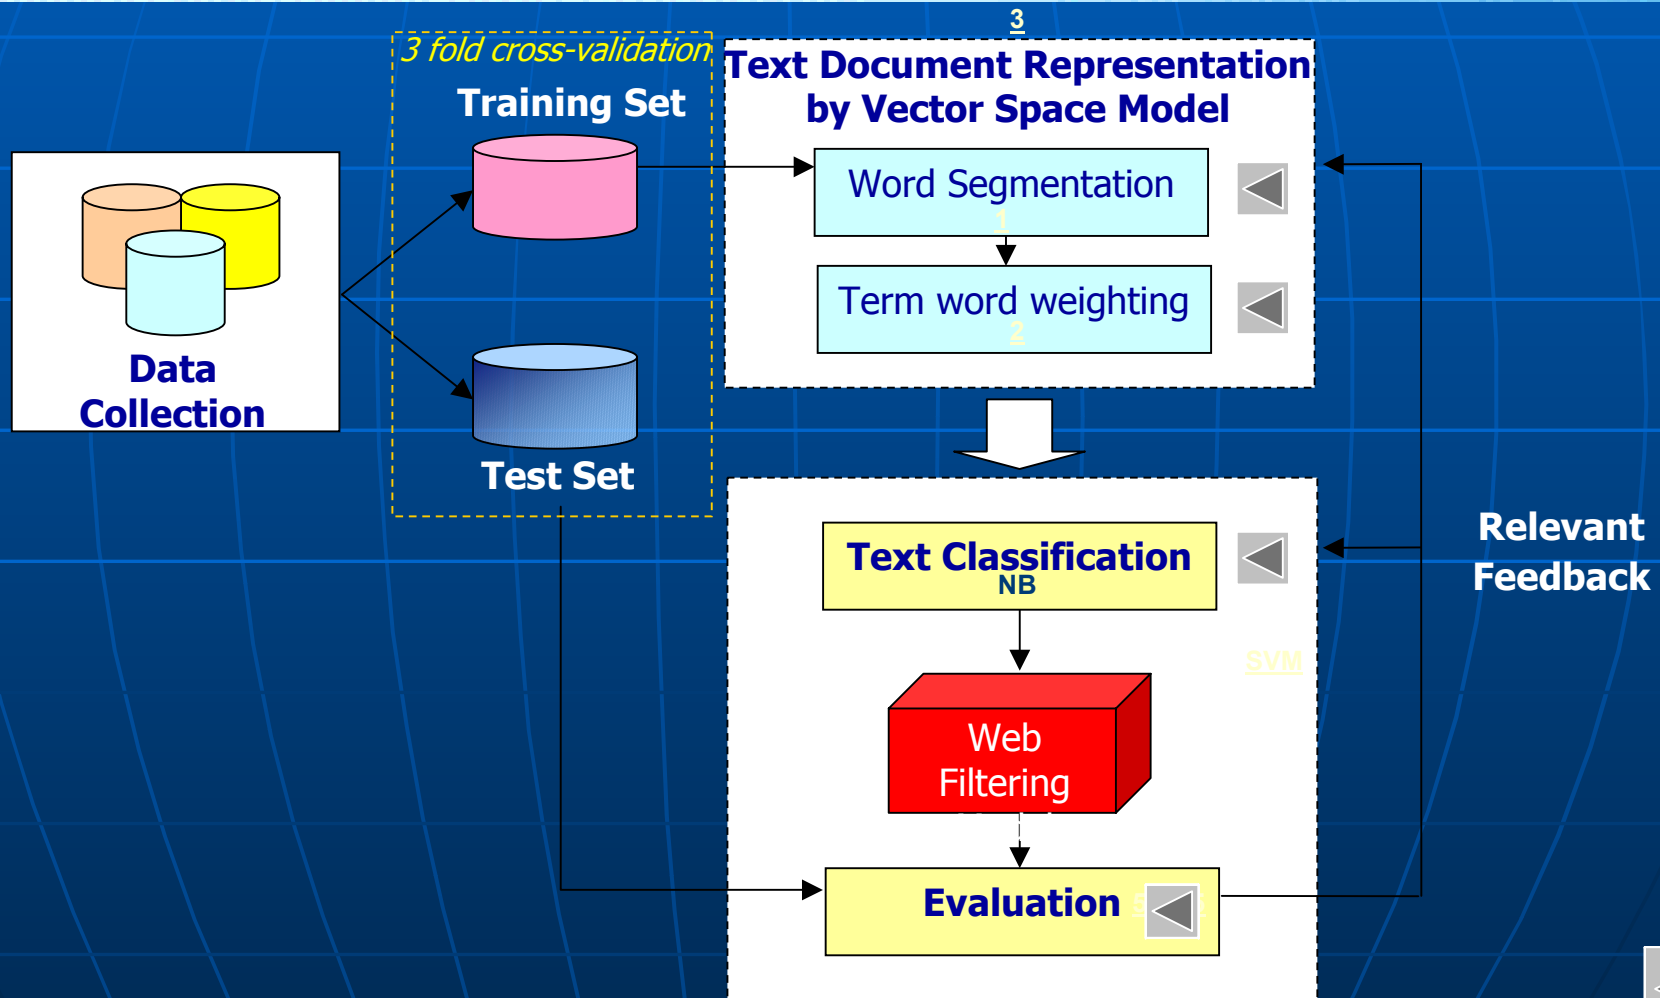 3
3 fold cross-validation
Training Set
Text Document Representation
by Vector Space Model
Word Segmentation
1
Term word weighting
2
Data
Collection
Test Set
Text Classification
NB
SVM
Relevant
Feedback
Web
Filtering
Evaluation